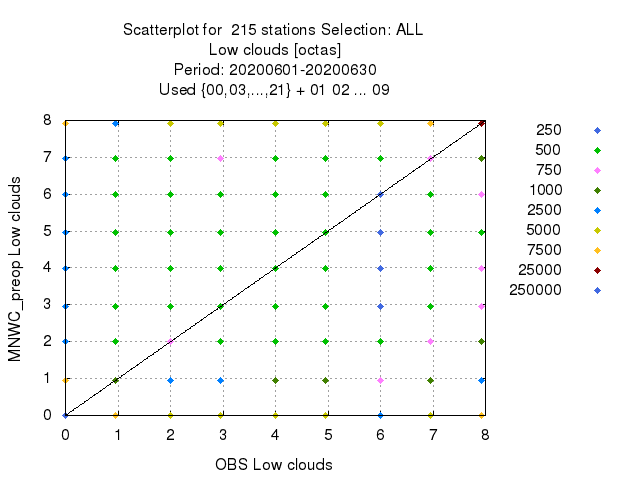 Scatterplot for  215 stations Selection: ALL
Low clouds [octas]
Period: 20200601-20200630
Used {00,03,...,21} + 01 02 ... 09
8
7
6
5
4
3
2
1
0
MNWC_preop Low clouds
0 1 2 3 4 5 6 7 8
OBS Low clouds
250
500
750
1000
2500
5000
7500
25000
250000